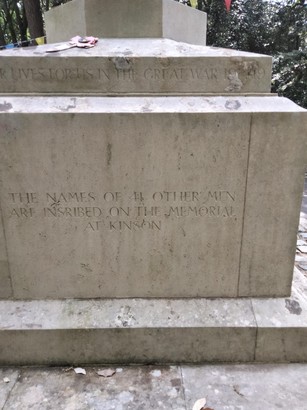 LIVES FOR US IN THE GREAT WAR
THE NAMES OF 11 OTHER MEN
ARE INSRIBED ON THE MEMORIAL
AT KINSON